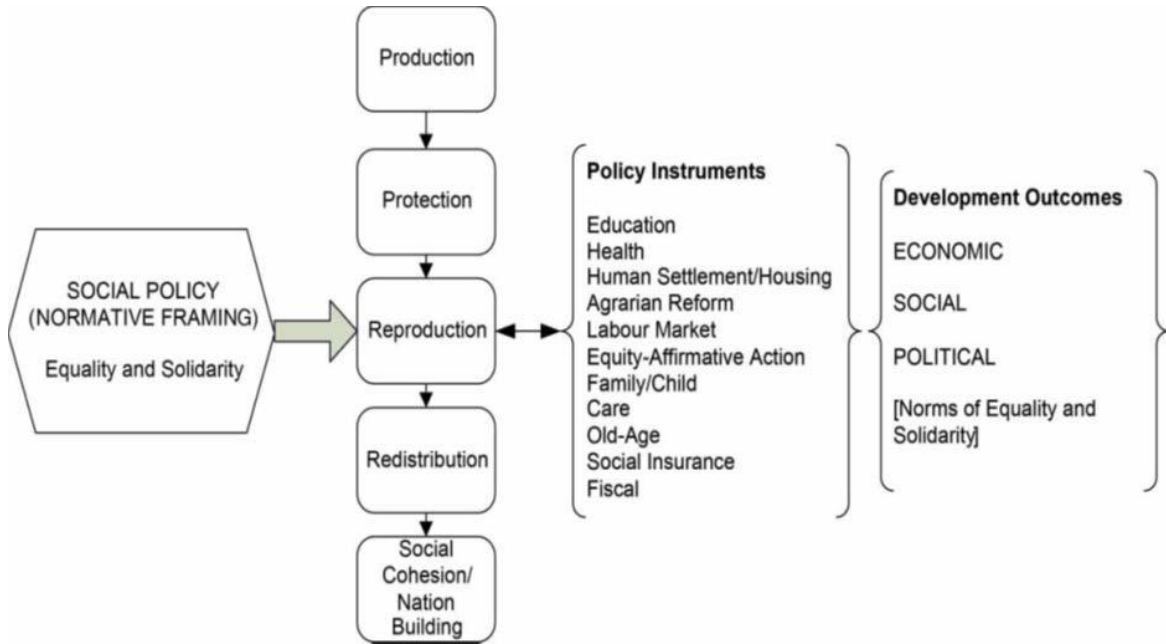 Production
Protection
SOCIAL POLICY
(NORMATIVE FRAMING)
Equality and Solidarity
Reproduction
Redistribution
Social
Cohesion/
Nation
Building
Policy Instruments
Education
Health
Human Settlement/Housing
Agrarian Reform
Labour Market
Equity-Affirmative Action
Family/Child
Care
Old-Age
Social Insurance
Fiscal
Development Outcomes
ECONOMIC
SOCIAL
POLITICAL
[Norms of Equality and
Solidarity]